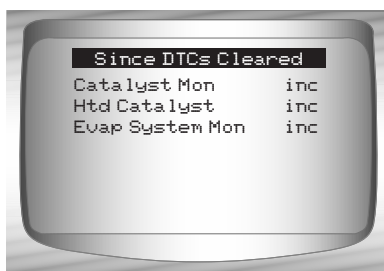 Since DTCs Cleared
Catalyst Mon inc
Htd Catalyst inc
Evap System Mon inc